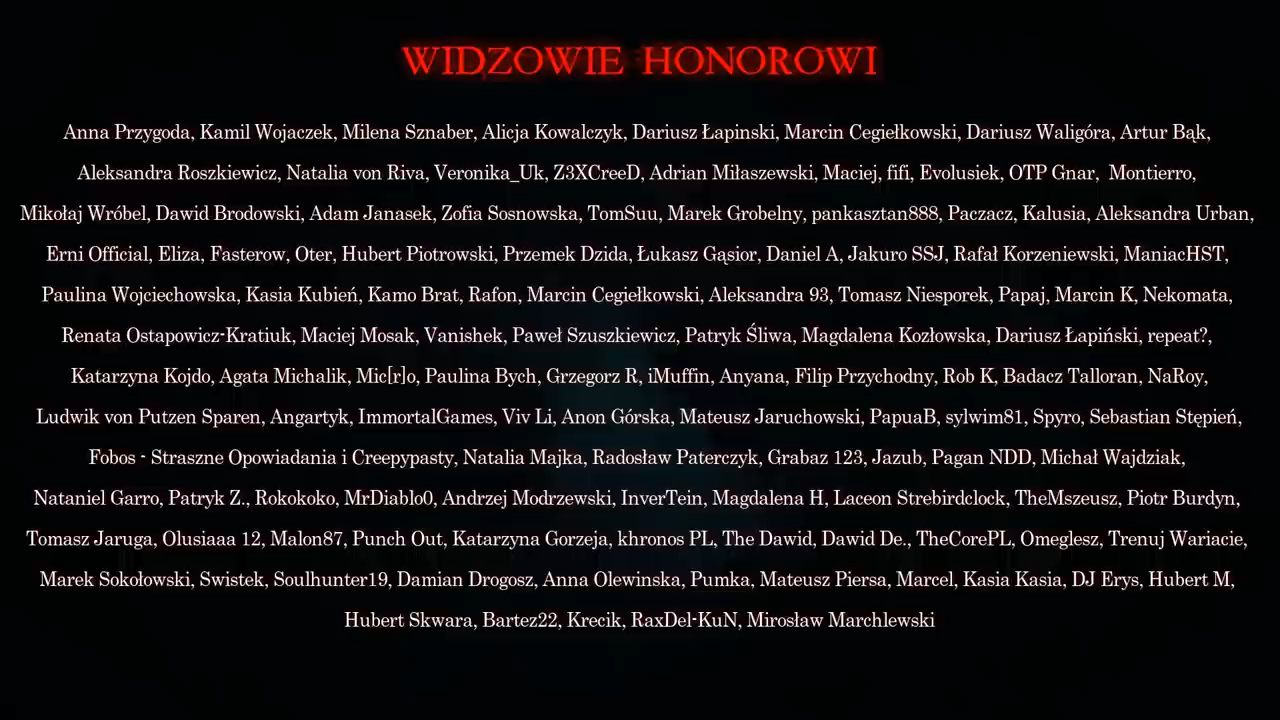 WIDZOWIE HONOROWI
Anna Przygoda, Kamil Wojaczek, Milena Sznaber, Alicja Kowalczyk, Dariusz Łapinski, Marcin Cegiełkowski, Dariusz Waligóra, Artur Bąk,
Aleksandra Roszkiewicz, Natalia von Riva, Veronika_Uk, Z3XCreeD, Adrian Miłaszewski, Maciej, fifi, Evolusiek, OTP Gnar, Montierro,
Mikołaj Wróbel, Dawid Brodowski, Adam Janasek, Zofia Sosnowska, TomSuu, Marek Grobelny, pankasztan888, Paczacz, Kalusia, Aleksandra Urban,
Erni Official, Eliza, Fasterow, Oter, Hubert Piotrowski, Przemek Dzida, Łukasz Gąsior, Daniel A, Jakuro SSJ, Rafał Korzeniewski, ManiacHST,
Paulina Wojciechowska, Kasia Kubień, Kamo Brat, Rafon, Marcin Cegiełkowski, Aleksandra 93, Tomasz Niesporek, Papaj, Marcin K, Nekomata,
Renata Ostapowicz-Kratiuk, Maciej Mosak, Vanishek, Paweł Szuszkiewicz, Patryk Śliwa, Magdalena Kozłowska, Dariusz Łapiński, repeat?,
Katarzyna Kojdo, Agata Michalik, Mic[r]o, Paulina Bych, Grzegorz R, iMuffin, Anyana, Filip Przychodny, Rob K, Badacz Talloran, NaRoy,
Ludwik von Putzen Sparen, Angartyk, ImmortalGames, Viv Li, Anon Górska, Mateusz Jaruchowski, PapuaB, sylwim81, Spyro, Sebastian Stępień,
Fobos - Straszne Opowiadania i Creepypasty, Natalia Majka, Radosław Paterczyk, Grabaz 123, Jazub, Pagan NDD, Michał Wajdziak,
Nataniel Garro, Patryk Z., Rokokoko, MrDiablo0, Andrzej Modrzewski, InverTein, Magdalena H, Laceon Strebirdclock, TheMszeusz, Piotr Burdyn,
Tomasz Jaruga, Olusiaaa 12, Malon87, Punch Out, Katarzyna Gorzeja, khronos PL, The Dawid, Dawid De., TheCorePL, Omeglesz, Trenuj Wariacie,
Marek Sokołowski, Swistek, Soulhunter19, Damian Drogosz, Anna Olewinska, Pumka, Mateusz Piersa, Marcel, Kasia Kasia, DJ Erys, Hubert M,
Hubert Skwara, Bartez22, Krecik, RaxDel-KuN, Mirosław Marchlewski